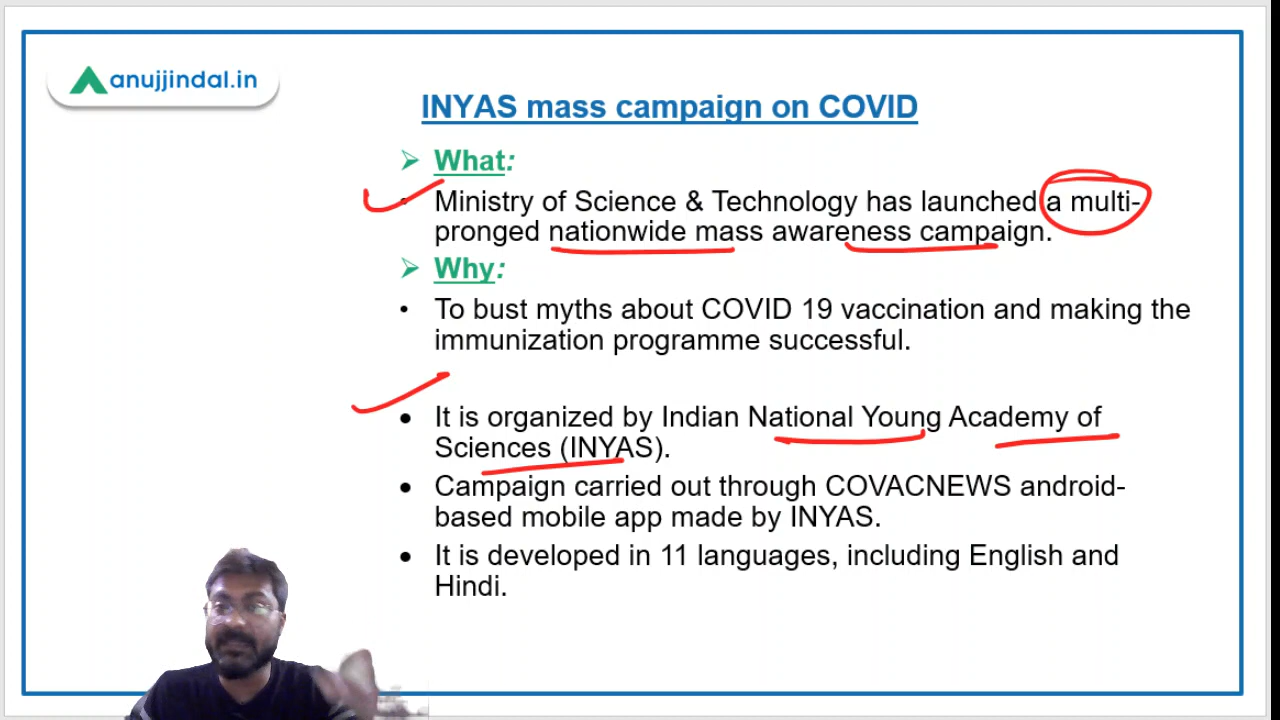 anujjindal.in
INYAS mass campaign on COVID
➢ What:
• Ministry of Science & Technology has launched a multi-
pronged nationwide mass awareness campaign.
➢ Why:
• To bust myths about COVID 19 vaccination and making the
immunization programme successful.
• It is organized by Indian National Young Academy of
Sciences (INYAS).
• Campaign carried out through COVACNEWS android-
based mobile app made by INYAS.
• It is developed in 11 languages, including English and
Hindi.